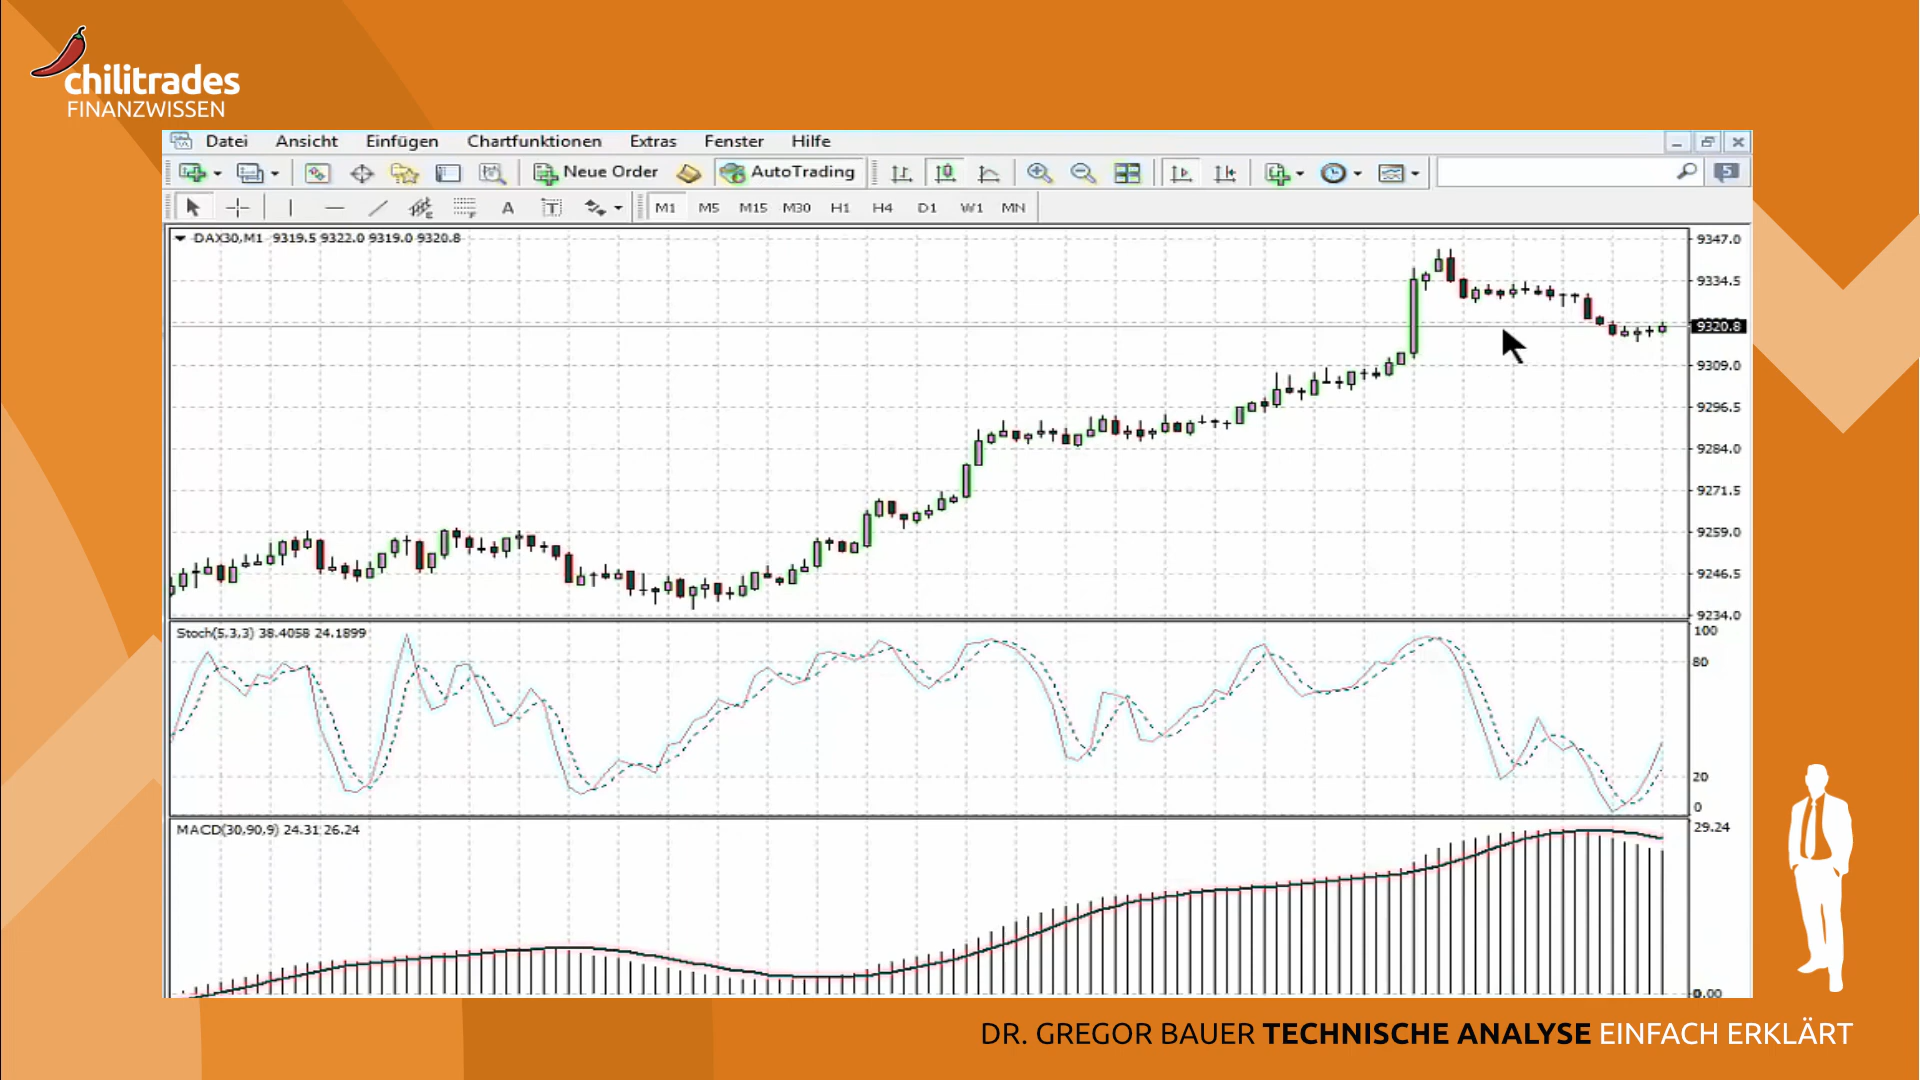 chilitrades
FINANZWISSEN
Datei Ansicht Einfügen Chartfunktionen Extras Fenster Hilfe
Neue Order AutoTrading 5
A T M1 M5 M15 M30 H1 H4 D1 W1 MN
DAX30,M1 9319.5 9322.0 9319.0 9320.8
9347.0
9334.5
9320.8
9309.0
9296.5
9284.0
9271.5
9259.0
9246.5
9234.0
Stoch(5,3,3) 38.4058 24.1899
100
80
20
0
MACD(30,90,9) 24.31 26.24
29.24
0.00
DR. GREGOR BAUER TECHNISCHE ANALYSE EINFACH ERKLÄRT